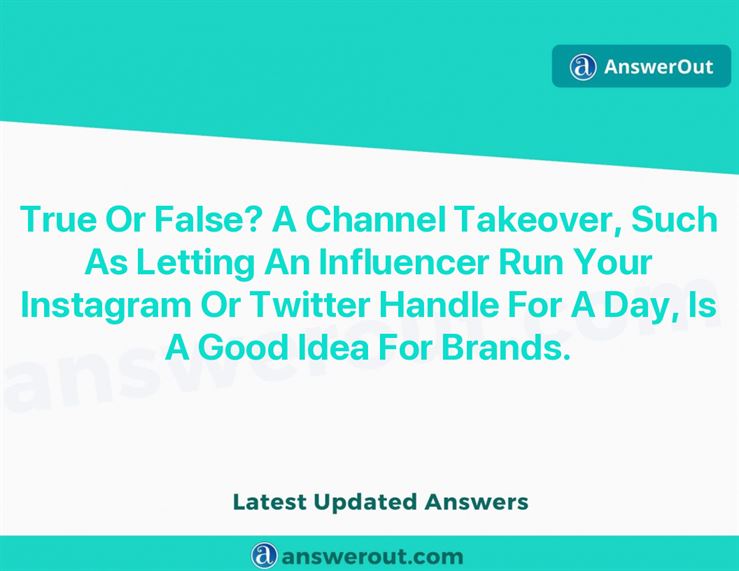 AnswerOut
True Or False? A Channel Takeover, Such
As Letting An Influencer Run Your
Instagram Or Twitter Handle For A Day, Is
A Good Idea For Brands.
answerout.com
Latest Updated Answers
answerout.com